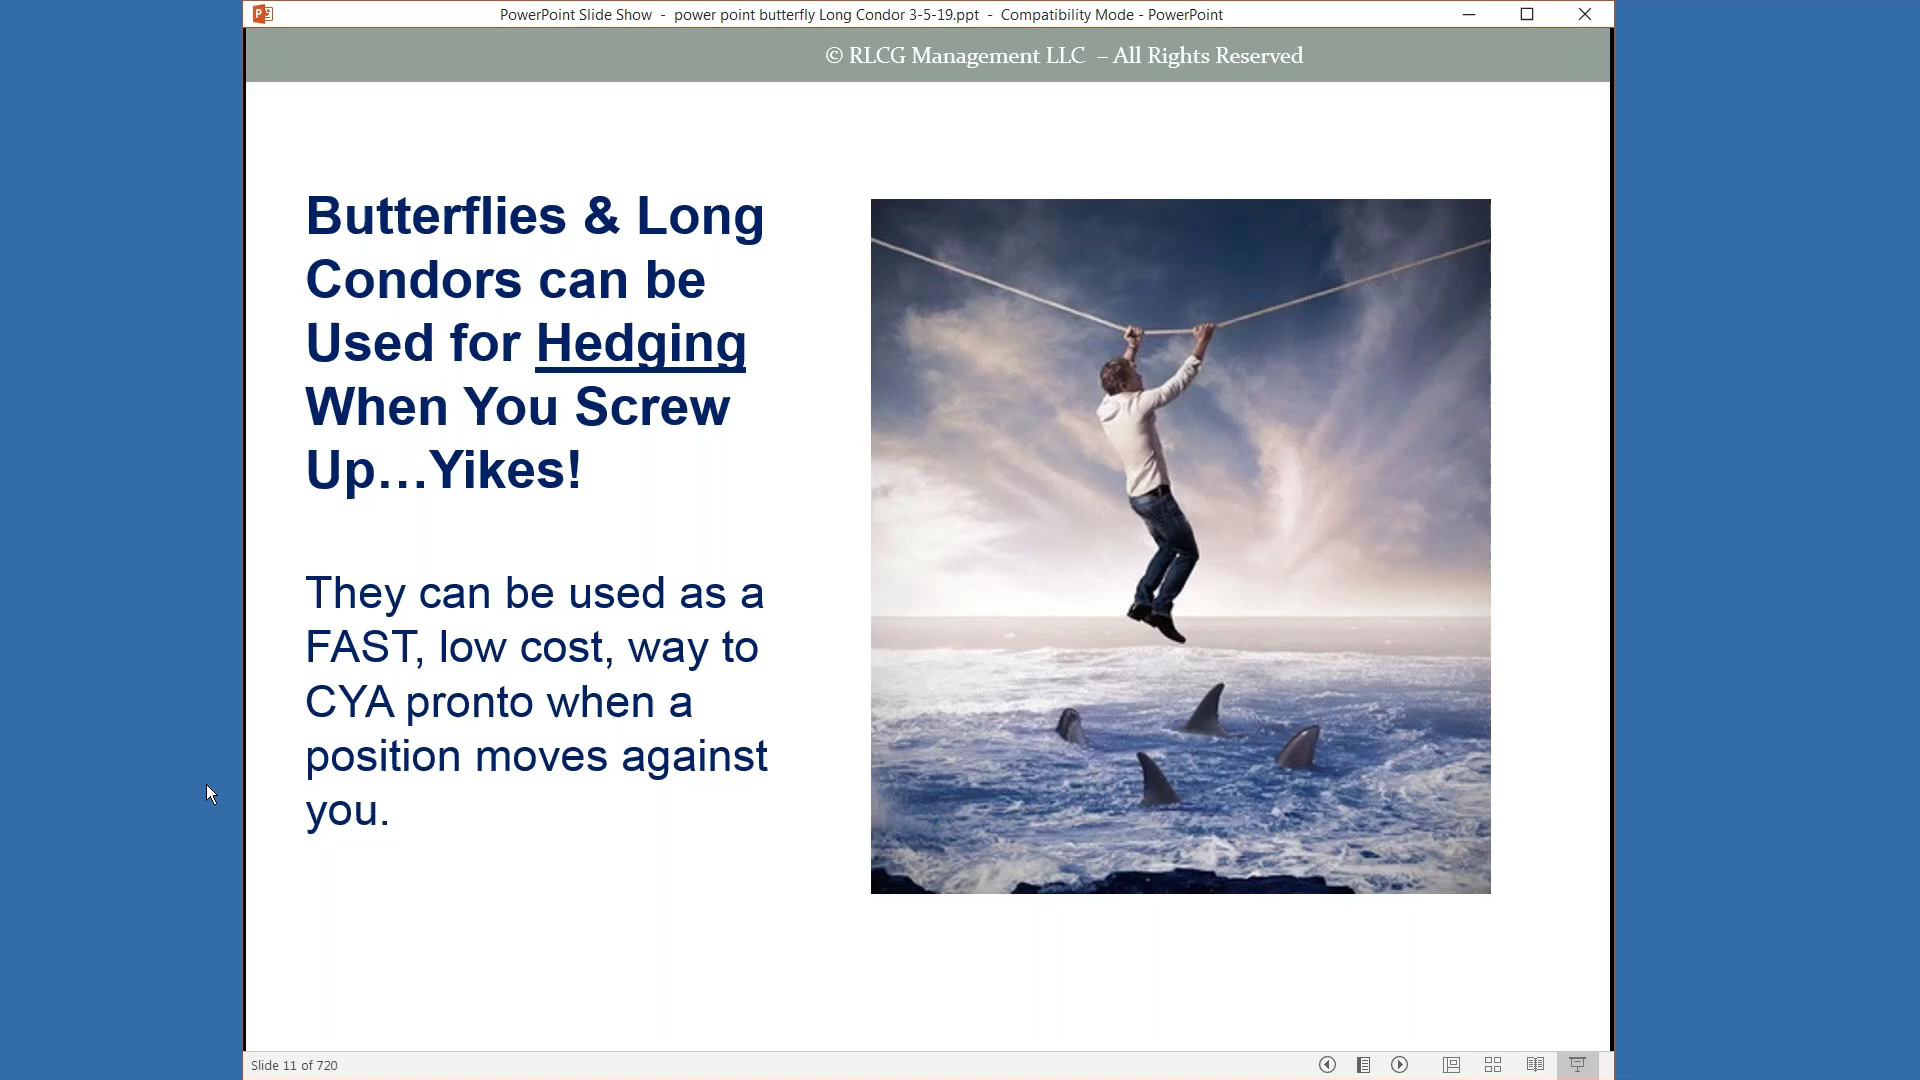 PowerPoint Slide Show - power point butterfly Long Condor 3-5-19.ppt - Compatibility Mode - PowerPoint
© RLCG Management LLC – All Rights Reserved
Butterflies & Long
Condors can be
Used for Hedging
When You Screw
Up…Yikes!
They can be used as a
FAST, low cost, way to
CYA pronto when a
position moves against
you.
Slide 11 of 720